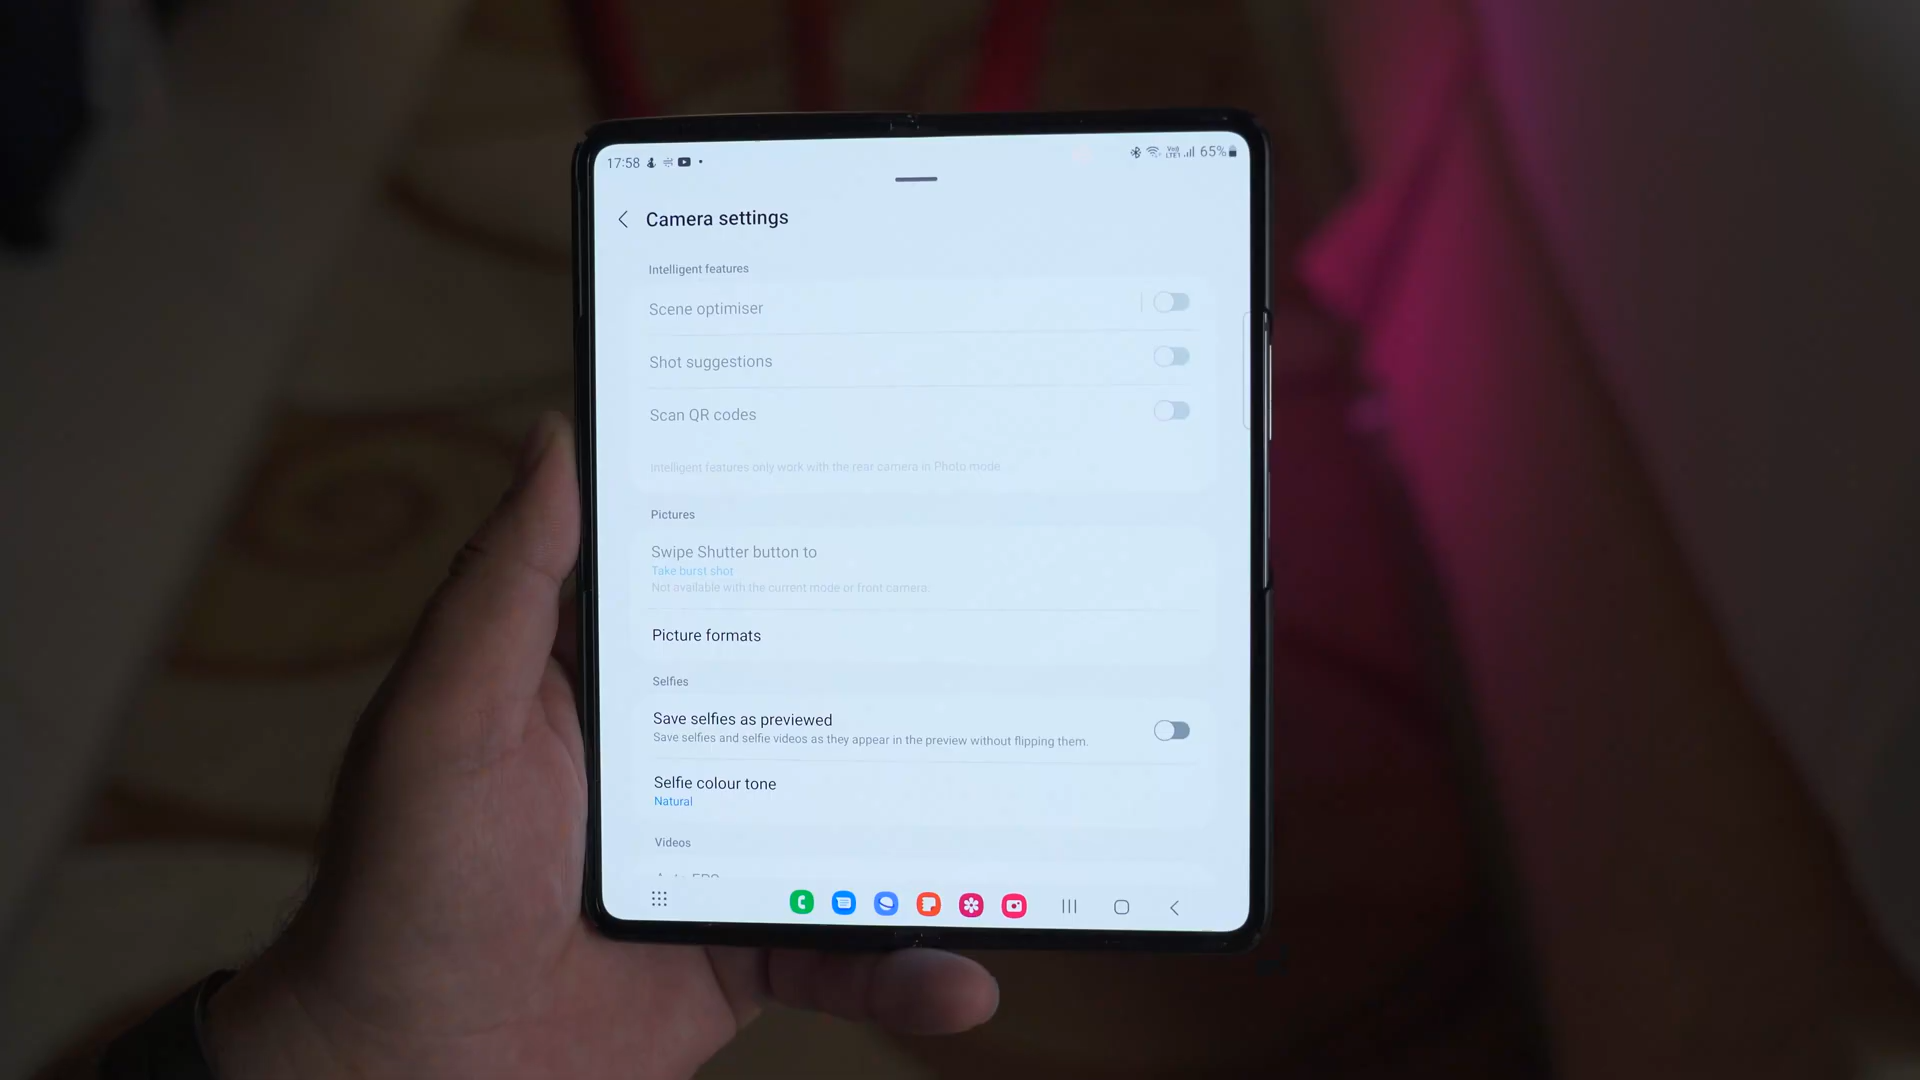 17:58
65%
Camera settings
Intelligent features
Scene optimiser
Shot suggestions
Scan QR codes
Intelligent features only work with the rear camera in Photo mode.
Pictures
Swipe Shutter button to
Take burst shot
Not available with the current mode or front camera.
Picture formats
Selfies
Save selfies as previewed
Save selfies and selfie videos as they appear in the preview without flipping them.
Selfie colour tone
Natural
Videos